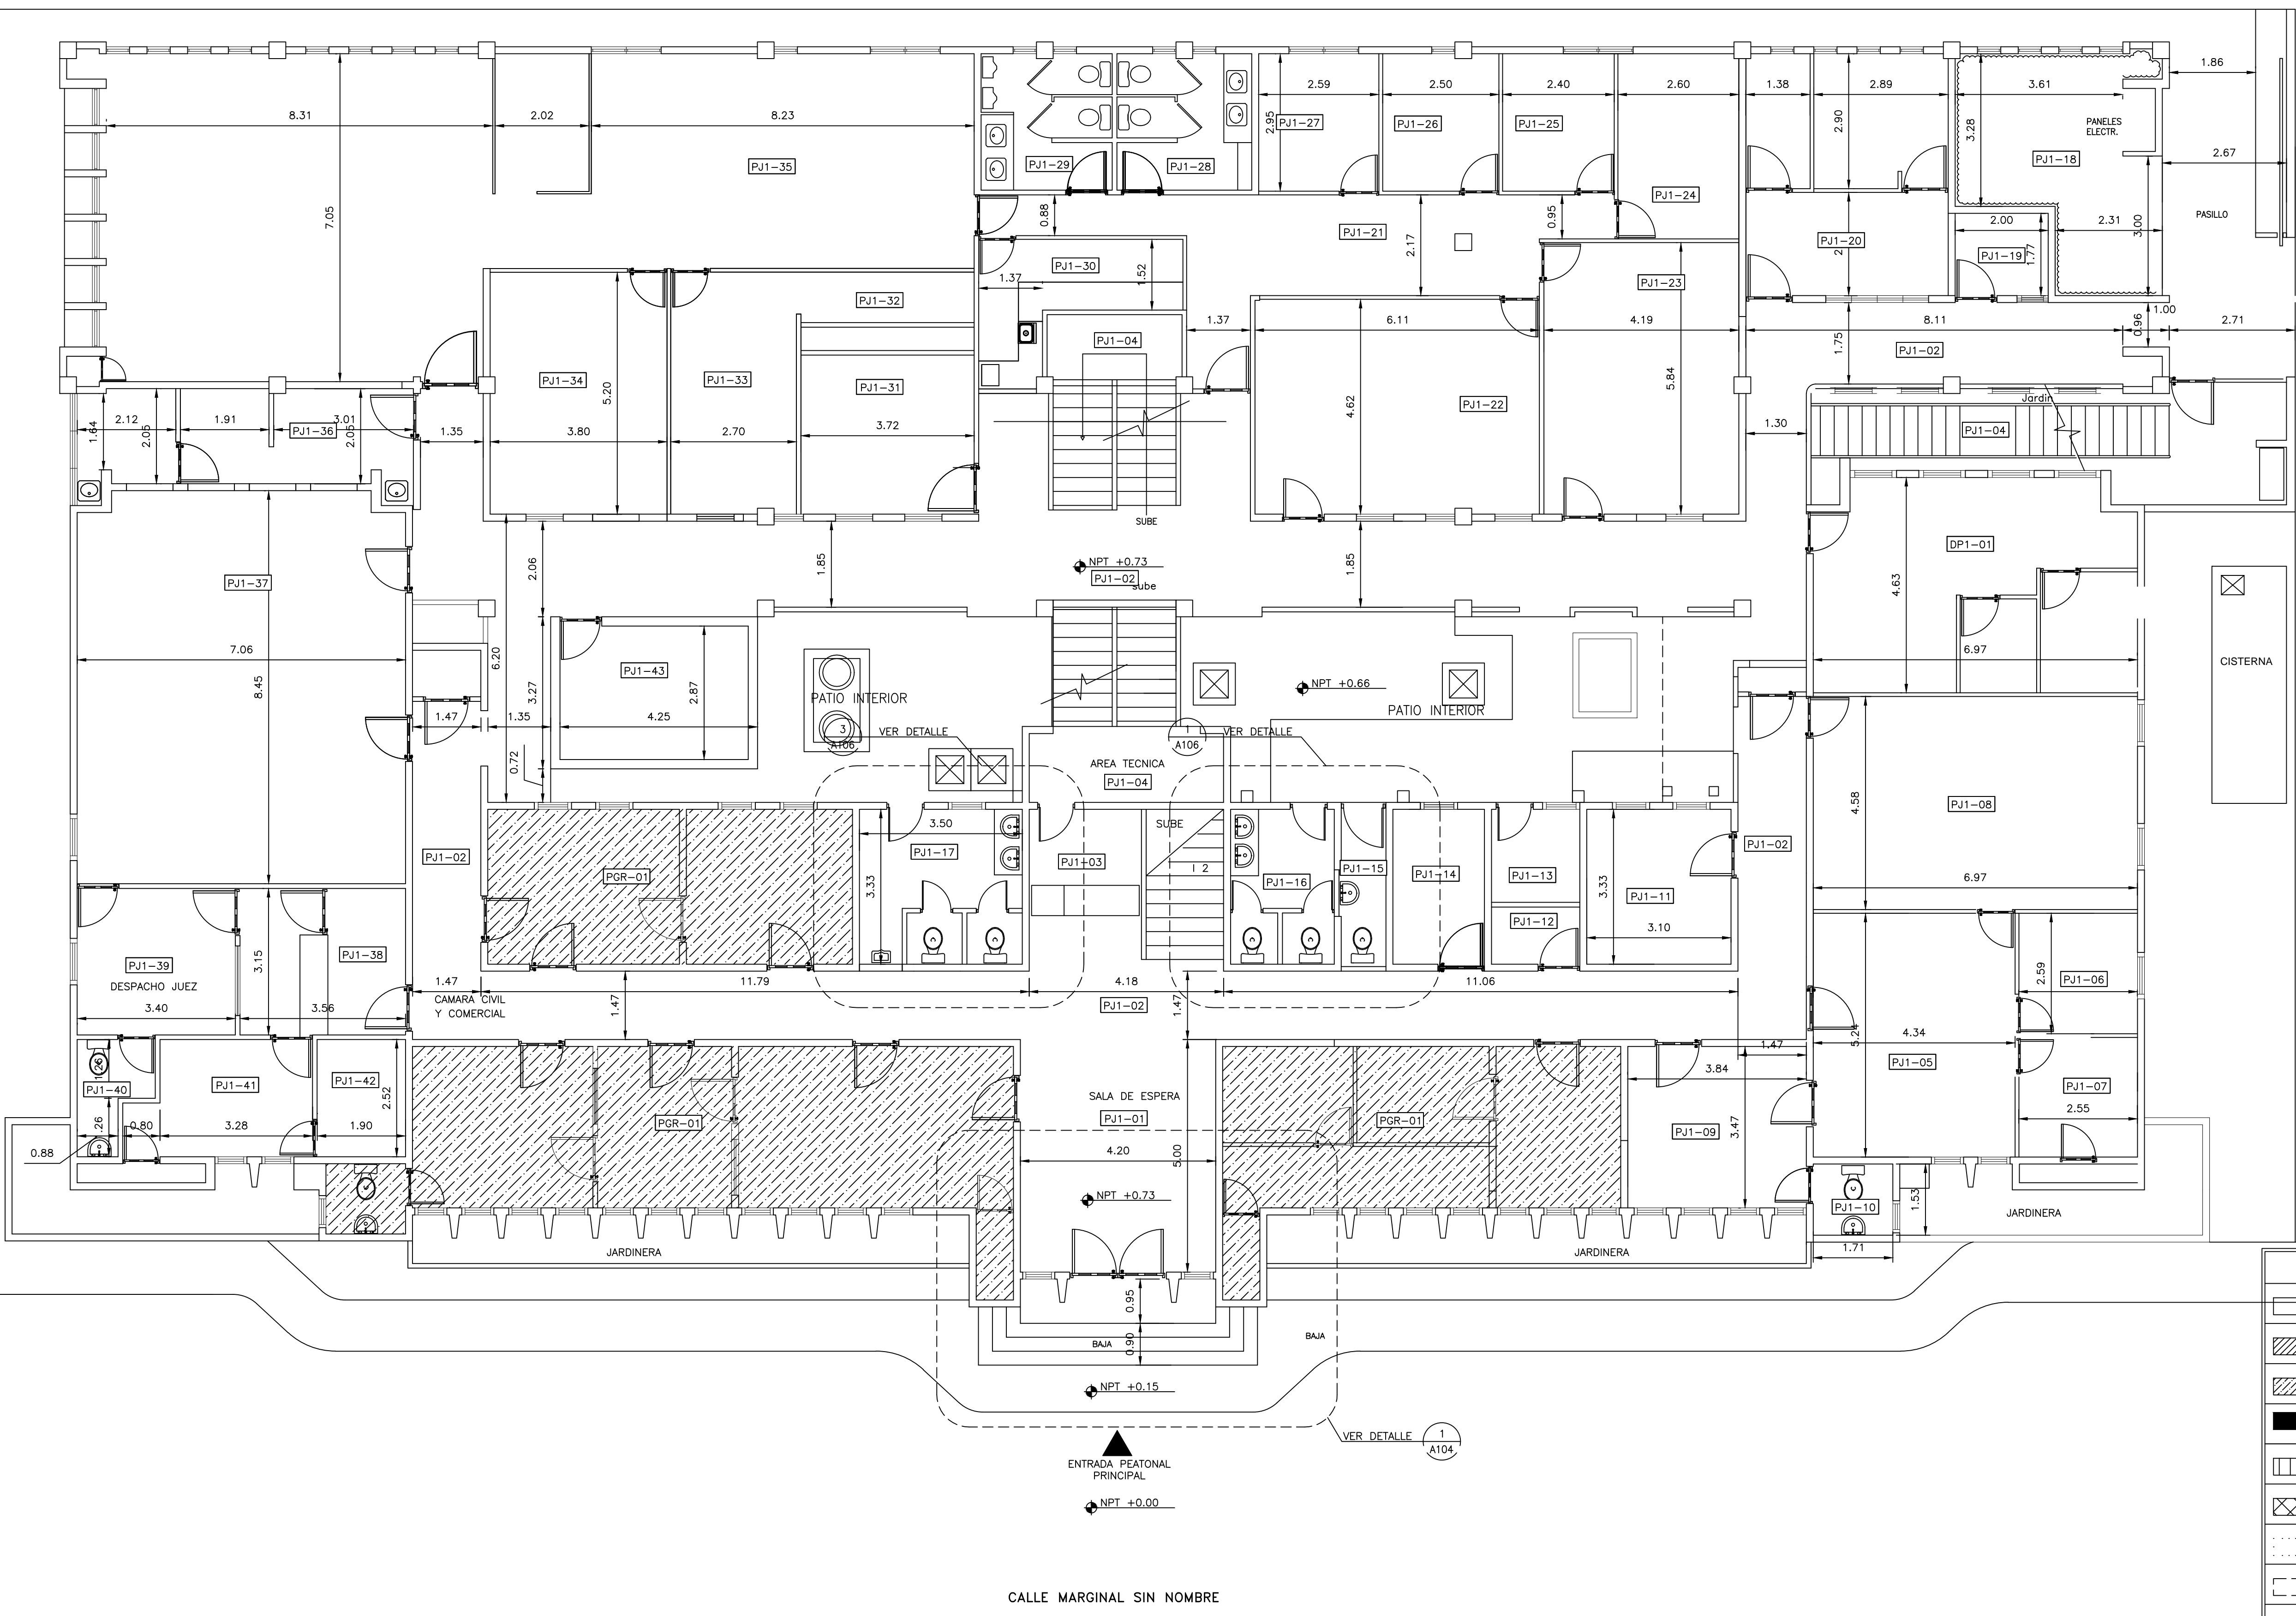 1.86
8.31
2.02
8.23
2.59
2.50
2.40
2.60
1.38
2.89
3.61
2.95
PJ1-27
PJ1-26
PJ1-25
2.90
3.28
PANELES
ELECTR.
PJ1-35
PJ1-29
PJ1-28
PJ1-18
2.67
7.05
PJ1-24
0.88
0.95
2.00
2.31
3.00
PASILLO
PJ1-21
2.17
PJ1-20
PJ1-19
1.77
PJ1-30
1.52
1.37
PJ1-23
PJ1-32
1.00
1.37
6.11
4.19
8.11
0.96
2.71
PJ1-04
1.75
PJ1-02
PJ1-34
PJ1-33
PJ1-31
5.20
5.84
4.62
PJ1-22
Jardin
1.64
2.12
2.05
1.91
PJ1-36
3.01
2.05
1.35
3.80
2.70
3.72
1.30
PJ1-04
SUBE
DP1-01
NPT +0.73
PJ1-02
sube
2.06
1.85
1.85
4.63
PJ1-37
7.06
6.20
PJ1-43
6.97
CISTERNA
8.45
3.27
2.87
NPT +0.66
PATIO INTERIOR
PATIO INTERIOR
1.47
1.35
4.25
3
A106
VER DETALLE
1
A106
VER DETALLE
0.72
AREA TECNICA
PJ1-04
4.58
PJ1-08
3.50
SUBE
PJ1-02
PJ1-17
PJ1-03
1 2
PJ1-15
PJ1-14
PJ1-13
PJ1-02
PGR-01
3.33
PJ1-16
3.33
PJ1-11
6.97
PJ1-12
3.10
PJ1-38
PJ1-39
3.15
DESPACHO JUEZ
PJ1-06
2.59
1.47
11.79
4.18
11.06
CAMARA CIVIL
Y COMERCIAL
1.47
PJ1-02
1.47
3.40
3.56
4.34
5.24
1.47
PJ1-05
1.26
PJ1-40
PJ1-41
PJ1-42
2.52
3.84
PJ1-07
SALA DE ESPERA
PJ1-01
PGR-01
PGR-01
PJ1-09
3.47
2.55
.26
0.80
3.28
1.90
0.88
4.20
5.00
NPT +0.73
PJ1-10
1.53
JARDINERA
JARDINERA
JARDINERA
1.71
0.95
0.90
BAJA
BAJA
NPT +0.15
VER DETALLE
1
A104
ENTRADA PEATONAL
PRINCIPAL
NPT +0.00
CALLE MARGINAL SIN NOMBRE